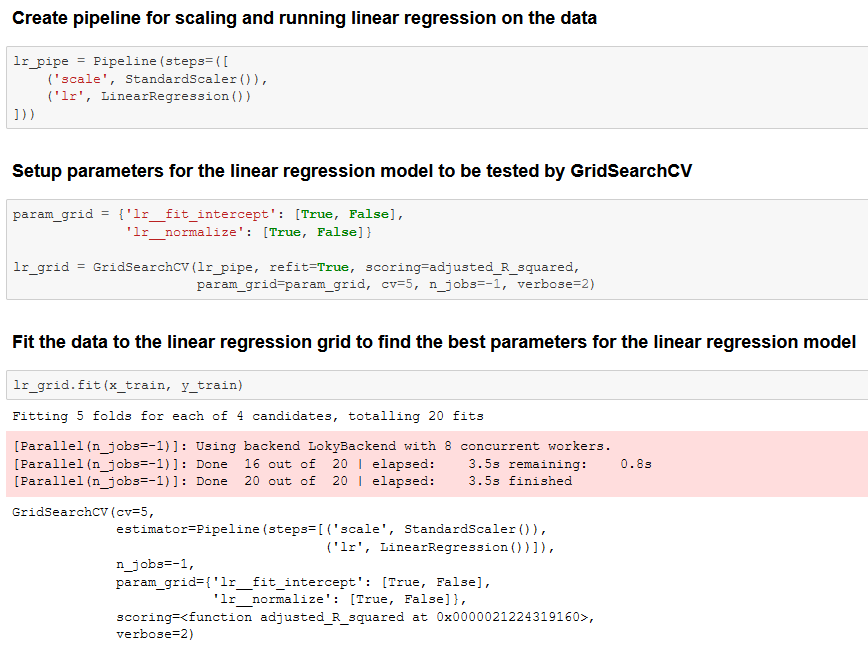 Create pipeline for scaling and running linear regression on the data
lr_pipe = Pipeline(steps=([
    ('scale', StandardScaler()),
    ('lr', LinearRegression())
]))
Setup parameters for the linear regression model to be tested by GridSearchCV
param_grid = {'lr__fit_intercept': [True, False],
              'lr__normalize': [True, False]}
lr_grid = GridSearchCV(lr_pipe, refit=True, scoring=adjusted_R_squared,
                       param_grid=param_grid, cv=5, n_jobs=-1, verbose=2)
Fit the data to the linear regression grid to find the best parameters for the linear regression model
lr_grid.fit(x_train, y_train)
Fitting 5 folds for each of 4 candidates, totalling 20 fits
[Parallel(n_jobs=-1)]: Using backend LokyBackend with 8 concurrent workers.
[Parallel(n_jobs=-1)]: Done  16 out of  20 | elapsed:    3.5s remaining:    0.8s
[Parallel(n_jobs=-1)]: Done  20 out of  20 | elapsed:    3.5s finished
GridSearchCV(cv=5,
             estimator=Pipeline(steps=[('scale', StandardScaler()),
                                       ('lr', LinearRegression())]),
             n_jobs=-1,
             param_grid={'lr__fit_intercept': [True, False],
                         'lr__normalize': [True, False]},
             scoring=<function adjusted_R_squared at 0x0000021224319160>,
             verbose=2)